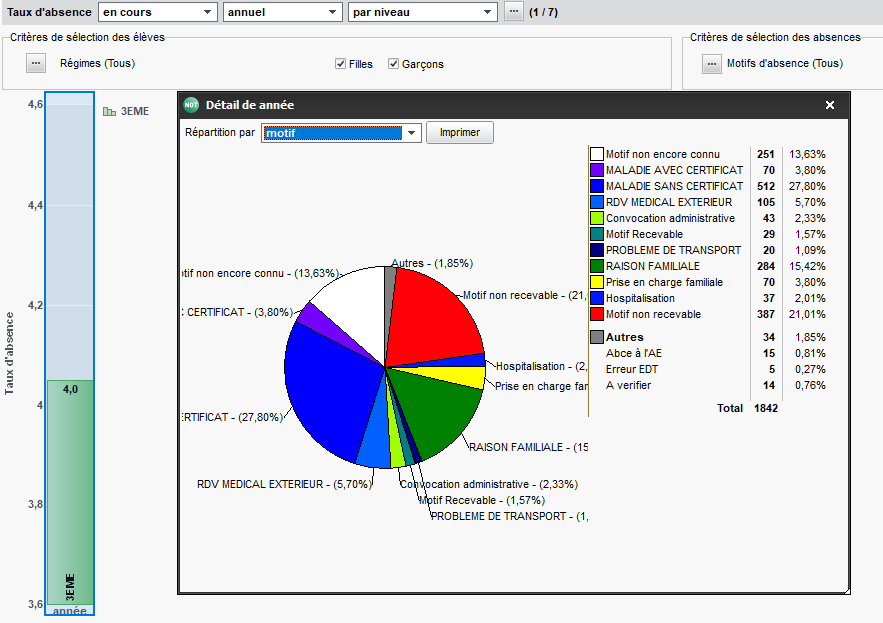 Taux d'absence en cours annuel par niveau ... (1 / 7)
Critères de sélection des élèves
... Régimes (Tous) Filles Garçons
Critères de sélection des absences
... Motifs d'absence (Tous)
Taux d'absence
4,6
4,4
4,2
4
3,8
3,6
4,0
3EME
année
3EME
NOT Détail de année
Répartition par motif Imprimer
Autres - (1,85%)
Motif non recevable - (21,
Hospitalisation - (2,
Prise en charge far
RAISON FAMILIALE - (15
Convocation administrative - (2,33%)
Motif Recevable - (1,57%)
PROBLEME DE TRANSPORT - (1,
RDV MEDICAL EXTERIEUR - (5,70%)
ERTIFICAT - (27,80%)
CERTIFICAT - (3,80%)
tif non encore connu - (13,63%)
Motif non encore connu 251 13,63%
MALADIE AVEC CERTIFICAT 70 3,80%
MALADIE SANS CERTIFICAT 512 27,80%
RDV MEDICAL EXTERIEUR 105 5,70%
Convocation administrative 43 2,33%
Motif Recevable 29 1,57%
PROBLEME DE TRANSPORT 20 1,09%
RAISON FAMILIALE 284 15,42%
Prise en charge familiale 70 3,80%
Hospitalisation 37 2,01%
Motif non recevable 387 21,01%
Autres 34 1,85%
Abce à l'AE 15 0,81%
Erreur EDT 5 0,27%
A verifier 14 0,76%
Total 1842